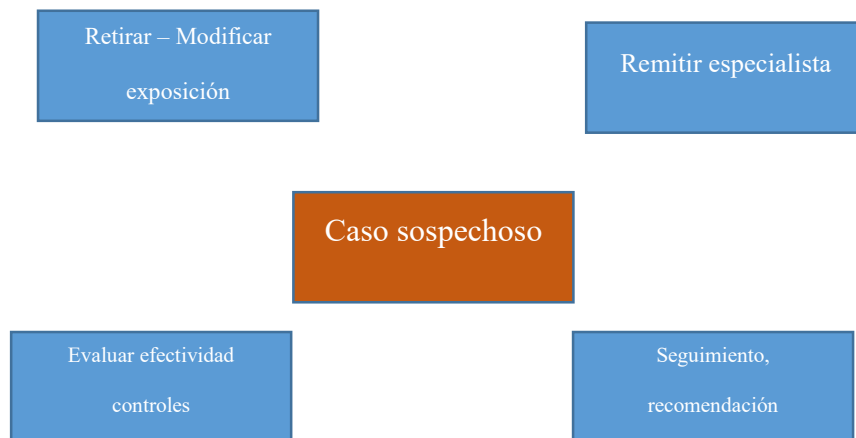 Retirar – Modificar
exposición
Remitir especialista
Caso sospechoso
Evaluar efectividad
controles
Seguimiento,
recomendación